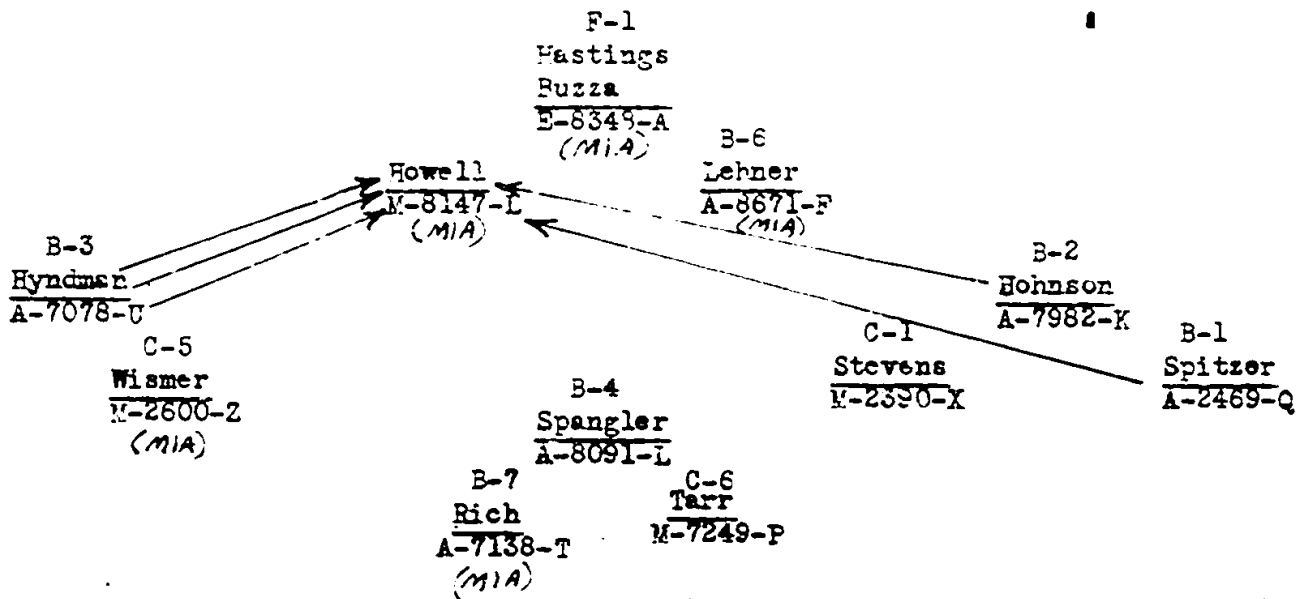 F-1
Hastings
Buzza
E-8348-A
(MIA)
B-6
Lehner
A-8671-F
(MIA)
Howell
M-8147-L
(MIA)
B-3
Hyndman
A-7078-U
B-2
Hohnson
A-7982-K
C-5
Wismer
M-2600-Z
(MIA)
C-1
Stevens
M-2390-X
B-1
Spitzer
A-2469-Q
B-4
Spangler
A-8091-L
B-7
Rich
A-7138-T
(MIA)
C-6
Tarr
M-7249-P